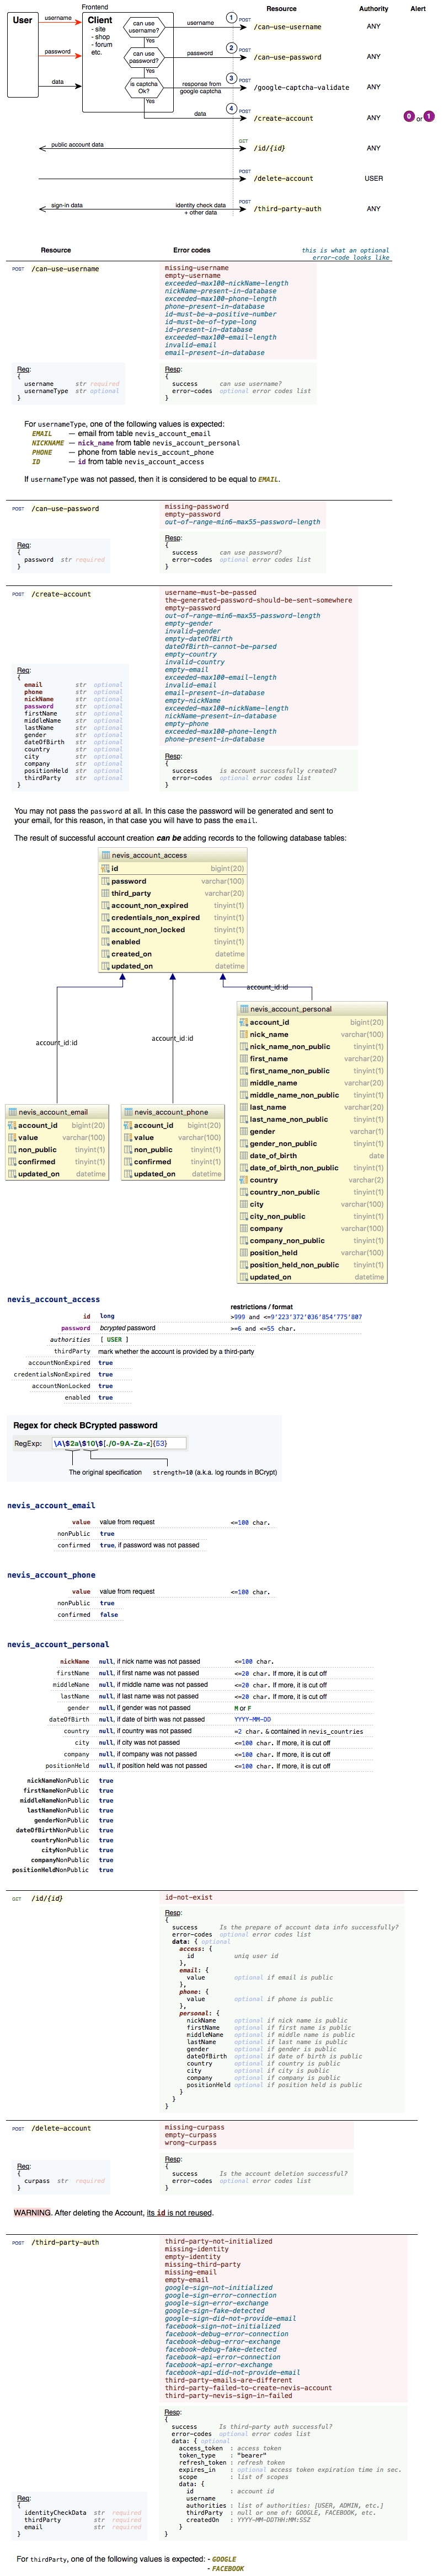 User
Frontend
Client
- site
- shop
- forum
etc.
username
password
data
can use
username?
Yes
can use
password?
Yes
is captcha
Ok?
Yes
username
password
response from
google captcha
data
Resource
Authority
Alert
1 POST /can-use-username ANY
2 POST /can-use-password ANY
3 POST /google-captcha-validate ANY
4 POST /create-account ANY 0 or 1
public account data GET /id/{id} ANY
POST /delete-account USER
sign-in data identity check data
+ other data
POST /third-party-auth ANY
Resource
Error codes
this is what an optional
error-code looks like
POST /can-use-username
missing-username
empty-username
exceeded-max100-nickName-length
nickName-present-in-database
exceeded-max100-phone-length
phone-present-in-database
id-must-be-a-positive-number
id-must-be-of-type-long
id-present-in-database
exceeded-max100-email-length
invalid-email
email-present-in-database
Req:
{
username str required
usernameType str optional
}
Resp:
{
success can use username?
error-codes optional error codes list
}
For usernameType, one of the following values is expected:
EMAIL — email from table nevis_account_email
NICKNAME — nick_name from table nevis_account_personal
PHONE — phone from table nevis_account_phone
ID — id from table nevis_account_access
If usernameType was not passed, then it is considered to be equal to EMAIL.
POST /can-use-password
missing-password
empty-password
out-of-range-min6-max55-password-length
Req:
{
password str required
}
Resp:
{
success can use password?
error-codes optional error codes list
}
POST /create-account
username-must-be-passed
the-generated-password-should-be-sent-somewhere
empty-password
out-of-range-min6-max55-password-length
empty-gender
invalid-gender
empty-dateOfBirth
dateOfBirth-cannot-be-parsed
empty-country
invalid-country
empty-email
exceeded-max100-email-length
invalid-email
email-present-in-database
empty-nickName
exceeded-max100-nickName-length
nickName-present-in-database
empty-phone
exceeded-max100-phone-length
phone-present-in-database
Req:
{
email str optional
phone str optional
nickName str optional
password str optional
firstName str optional
middleName str optional
lastName str optional
gender str optional
dateOfBirth str optional
country str optional
city str optional
company str optional
positionHeld str optional
thirdParty str optional
}
Resp:
{
success is account successfully created?
error-codes optional error codes list
}
You may not pass the password at all. In this case the password will be generated and sent to
your email, for this reason, in that case you will have to pass the email.
The result of successful account creation can be adding records to the following database tables:
nevis_account_access
id bigint(20)
password varchar(100)
third_party varchar(20)
account_non_expired tinyint(1)
credentials_non_expired tinyint(1)
account_non_locked tinyint(1)
enabled tinyint(1)
created_on datetime
updated_on datetime
account_id:id
account_id:id
account_id:id
nevis_account_email
account_id bigint(20)
value varchar(100)
non_public tinyint(1)
confirmed tinyint(1)
updated_on datetime
nevis_account_phone
account_id bigint(20)
value varchar(100)
non_public tinyint(1)
confirmed tinyint(1)
updated_on datetime
nevis_account_personal
account_id bigint(20)
nick_name varchar(100)
nick_name_non_public tinyint(1)
first_name varchar(20)
first_name_non_public tinyint(1)
middle_name varchar(20)
middle_name_non_public tinyint(1)
last_name varchar(20)
last_name_non_public tinyint(1)
gender varchar(1)
gender_non_public tinyint(1)
date_of_birth date
date_of_birth_non_public tinyint(1)
country varchar(2)
country_non_public tinyint(1)
city varchar(100)
city_non_public tinyint(1)
company varchar(100)
company_non_public tinyint(1)
position_held varchar(100)
position_held_non_public tinyint(1)
updated_on datetime
nevis_account_access
restrictions / format
id long >999 and <=9'223'372'036'854'775'807
password bcrypted password >=6 and <=55 char.
authorities [ USER ]
thirdParty mark whether the account is provided by a third-party
accountNonExpired true
credentialsNonExpired true
accountNonLocked true
enabled true
Regex for check BCrypted password
RegExp: \A\$2a\$10\$[./0-9A-Za-z]{53}
The original specification strength=10 (a.k.a. log rounds in BCrypt)
nevis_account_email
value value from request <=100 char.
nonPublic true
confirmed true, if password was not passed
nevis_account_phone
value value from request <=100 char.
nonPublic true
confirmed false
nevis_account_personal
nickName null, if nick name was not passed <=100 char.
firstName null, if first name was not passed <=20 char. If more, it is cut off
middleName null, if middle name was not passed <=20 char. If more, it is cut off
lastName null, if last name was not passed <=20 char. If more, it is cut off
gender null, if gender was not passed M or F
dateOfBirth null, if date of birth was not passed YYYY-MM-DD
country null, if country was not passed =2 char. & contained in nevis_countries
city null, if city was not passed <=100 char. If more, it is cut off
company null, if company was not passed <=100 char. If more, it is cut off
positionHeld null, if position held was not passed <=100 char. If more, it is cut off
nickNameNonPublic true
firstNameNonPublic true
middleNameNonPublic true
lastNameNonPublic true
genderNonPublic true
dateOfBirthNonPublic true
countryNonPublic true
cityNonPublic true
companyNonPublic true
positionHeldNonPublic true
GET /id/{id}
id-not-exist
Resp:
{
success Is the prepare of account data info successfully?
error-codes optional error codes list
data: { optional
access: {
id uniq user id
},
email: {
value optional if email is public
},
phone: {
value optional if phone is public
},
personal: {
nickName optional if nick name is public
firstName optional if first name is public
middleName optional if middle name is public
lastName optional if last name is public
gender optional if gender is public
dateOfBirth optional if date of birth is public
country optional if country is public
city optional if city is public
company optional if company is public
positionHeld optional if position held is public
}
}
}
POST /delete-account
missing-curpass
empty-curpass
wrong-curpass
Req:
{
curpass str required
}
Resp:
{
success Is the account deletion successful?
error-codes optional error codes list
}
WARNING. After deleting the Account, its id is not reused.
POST /third-party-auth
third-party-not-initialized
missing-identity
empty-identity
missing-third-party
missing-email
empty-email
google-sign-not-initialized
google-sign-error-connection
google-sign-error-exchange
google-sign-fake-detected
google-sign-did-not-provide-email
facebook-sign-not-initialized
facebook-debug-error-connection
facebook-debug-error-exchange
facebook-debug-fake-detected
facebook-api-error-connection
facebook-api-error-exchange
facebook-api-did-not-provide-email
third-party-emails-are-different
third-party-failed-to-create-nevis-account
third-party-nevis-sign-in-failed
Req:
{
identityCheckData str required
thirdParty str required
email str required
}
Resp:
{
success Is third-party auth successful?
error-codes optional error codes list
data: { optional
access_token : access token
token_type : "bearer"
refresh_token : refresh token
expires_in : optional access token expiration time in sec.
scope : list of scopes
data: {
id : account id
username
authorities : list of authorities: [USER, ADMIN, etc.]
thirdParty : null or one of: GOOGLE, FACEBOOK, etc.
createdOn : YYYY-MM-DDTHH:MM:SSZ
}
}
}
For thirdParty, one of the following values is expected: - GOOGLE
- FACEBOOK